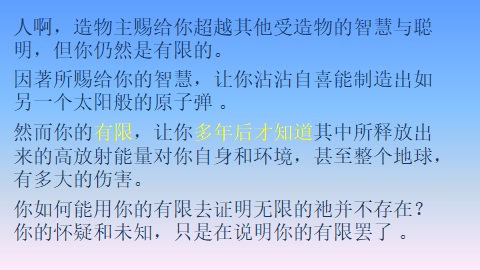 人啊，造物主赐给你超越其他受造物的智慧与聪
明，但你仍然是有限的。
因著所赐给你的智慧，让你沾沾自喜能制造出如
另一个太阳般的原子弹 。
然而你的有限，让你多年后才知道其中所释放出
来的高放射能量对你自身和环境，甚至整个地球，
有多大的伤害。
你如何能用你的有限去证明无限的祂并不存在？
你的怀疑和未知，只是在说明你的有限罢了 。